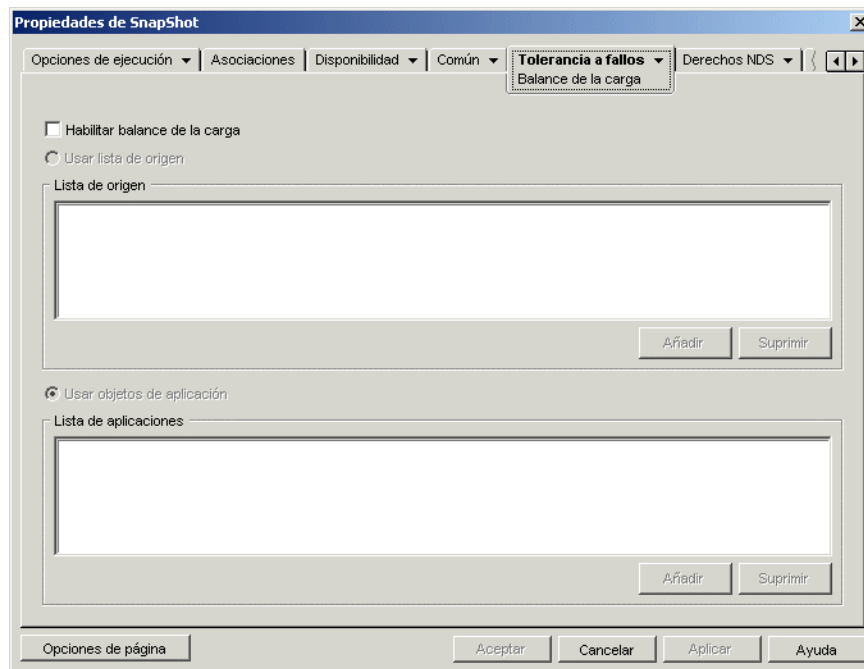 Propiedades de SnapShot
Opciones de ejecución Asociaciones Disponibilidad Común Tolerancia a fallos Derechos NDS
Balance de la carga
Habilitar balance de la carga
Usar lista de origen
Lista de origen
Añadir Suprimir
Usar objetos de aplicación
Lista de aplicaciones
Añadir Suprimir
Opciones de página Aceptar Cancelar Aplicar Ayuda